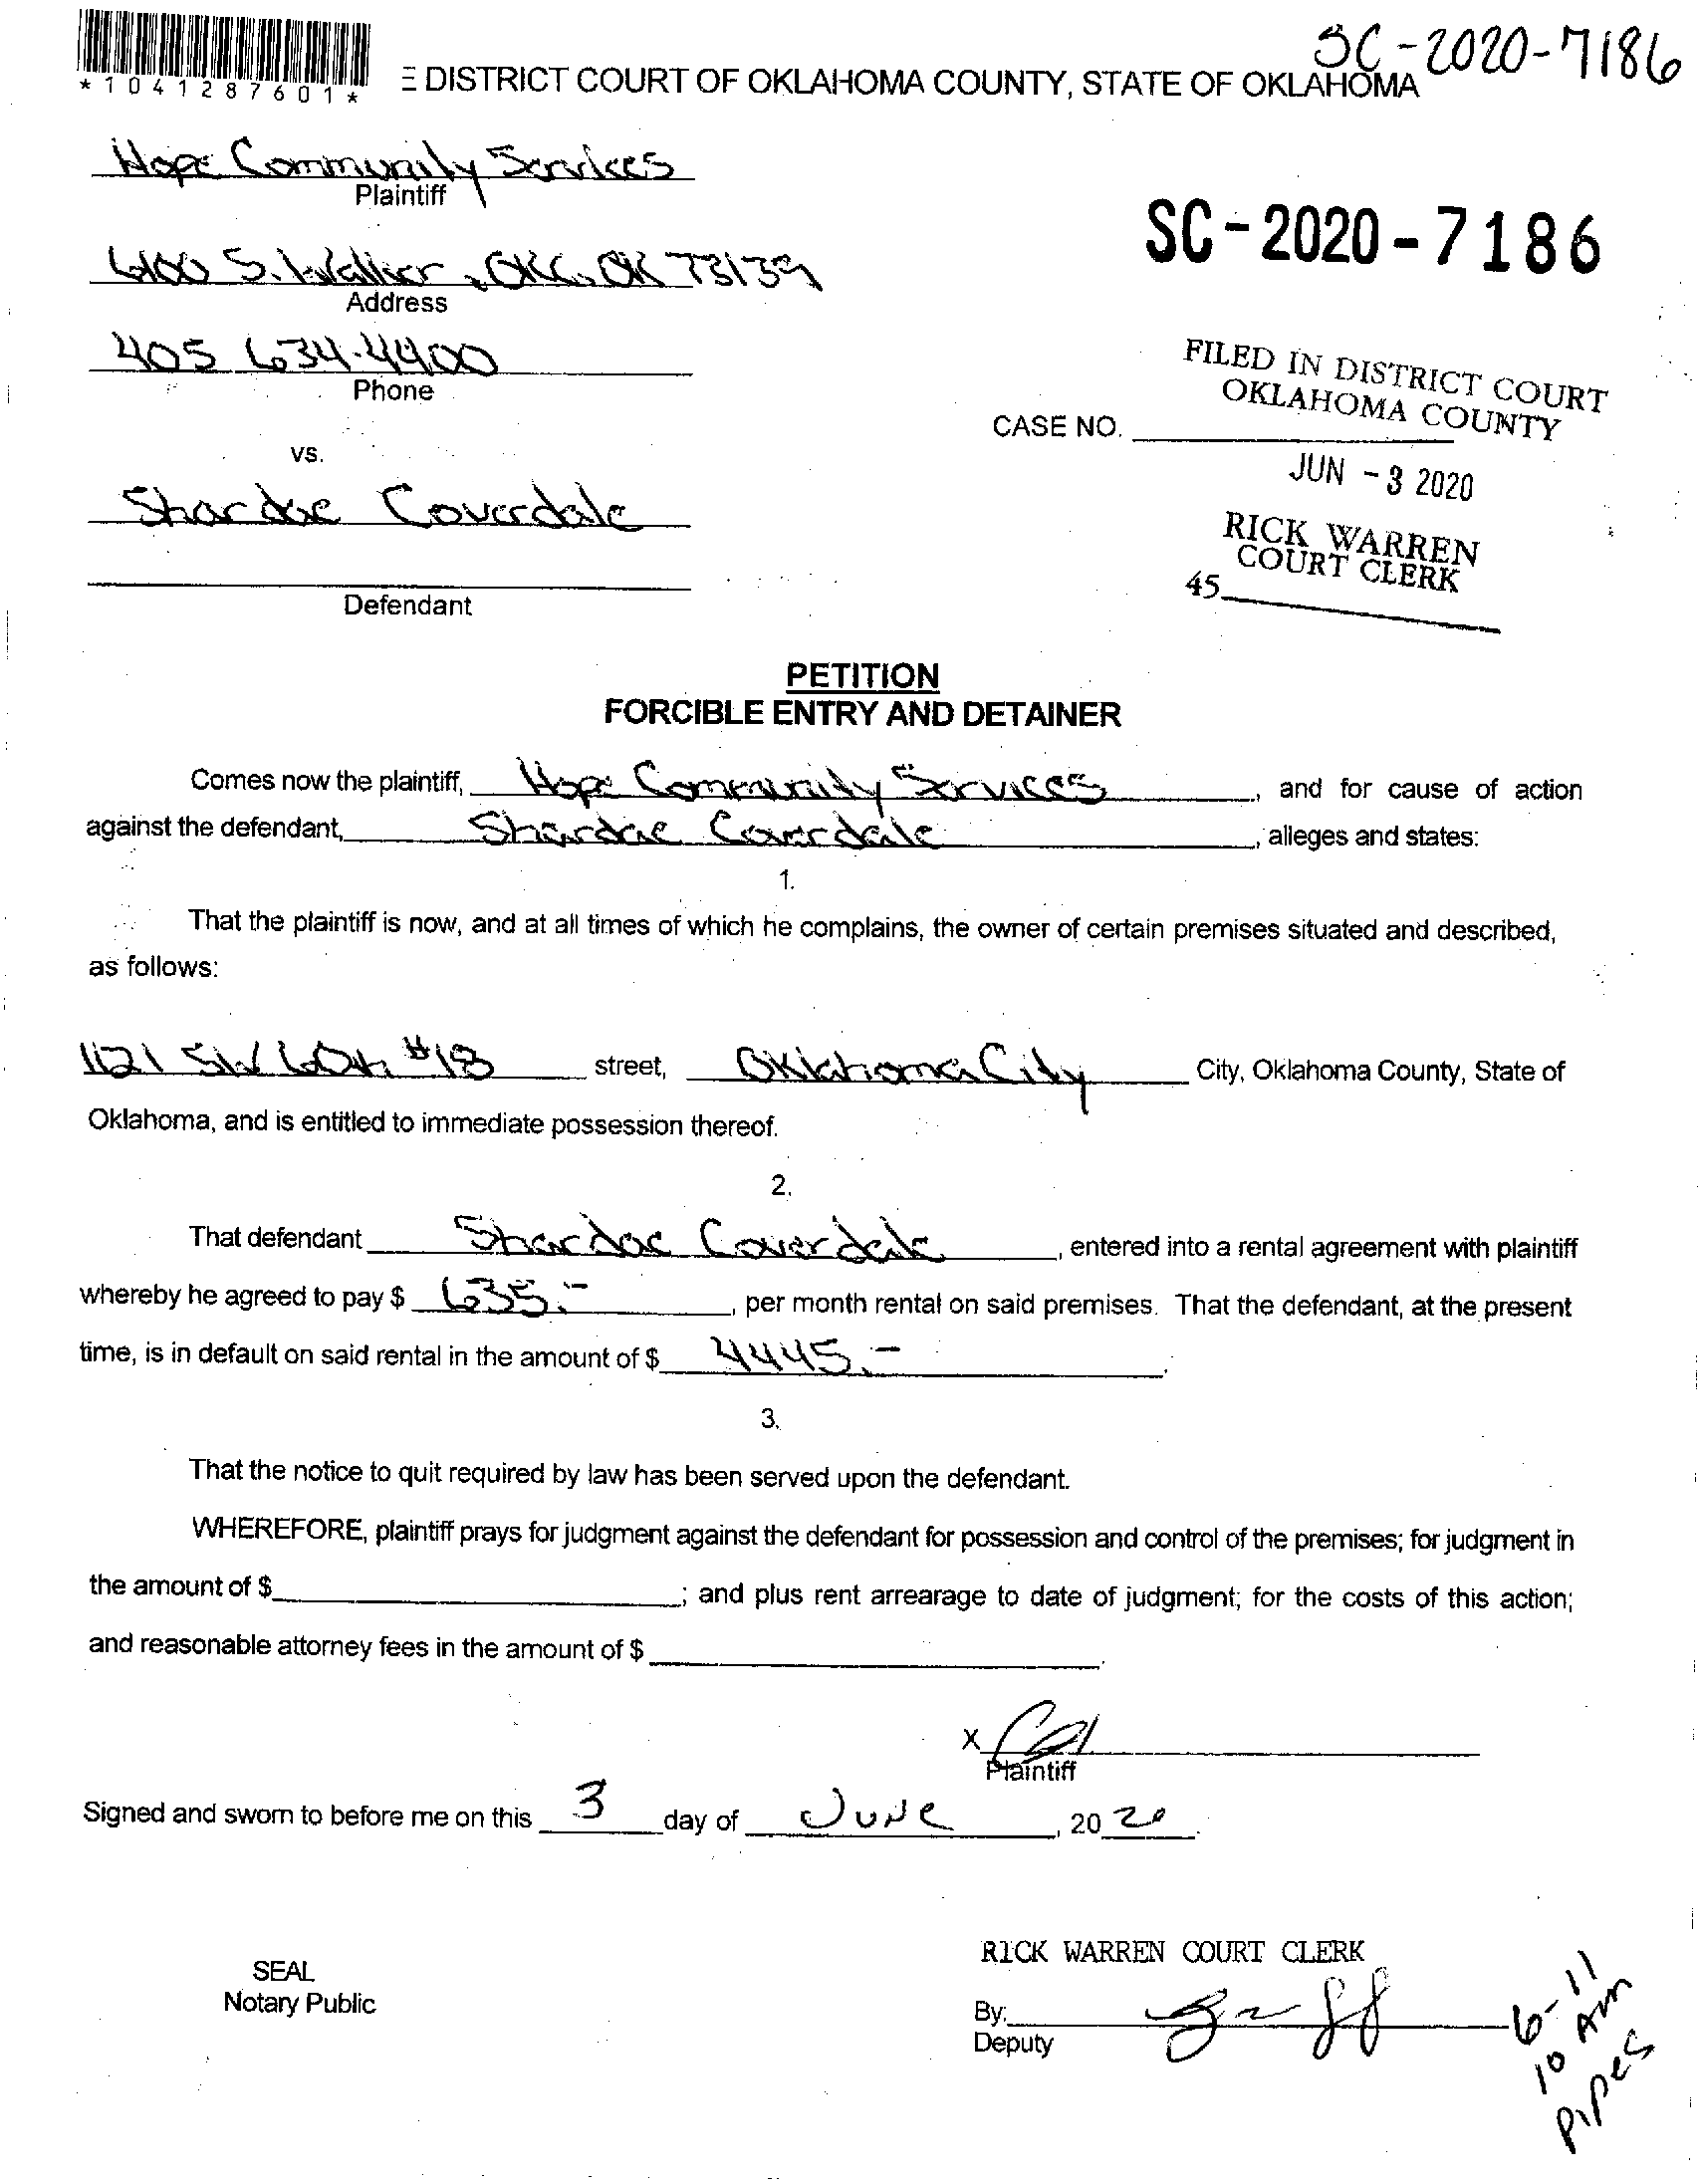 SC-2020-7186
*1041287601*
E DISTRICT COURT OF OKLAHOMA COUNTY, STATE OF OKLAHOMA
Hope Community Services
Plaintiff
SC-2020-7186
6100 S. Walker, OKC, OK 73139
Address
405 634-4400
Phone
FILED IN DISTRICT COURT
OKLAHOMA COUNTY
CASE NO.
vs.
JUN -3 2020
Shardae Coverdale
RICK WARREN
COURT CLERK
45
Defendant
PETITION
FORCIBLE ENTRY AND DETAINER
Comes now the plaintiff, Hope Community Services, and for cause of action
against the defendant, Shardae Coverdale, alleges and states:
1.
That the plaintiff is now, and at all times of which he complains, the owner of certain premises situated and described,
as follows:
1121 SW 60th #18 street, Oklahoma City City, Oklahoma County, State of
Oklahoma, and is entitled to immediate possession thereof.
2.
That defendant Shardae Coverdale, entered into a rental agreement with plaintiff
whereby he agreed to pay $ 635.-, per month rental on said premises. That the defendant, at the present
time, is in default on said rental in the amount of $ 4445.-.
3.
That the notice to quit required by law has been served upon the defendant.
WHEREFORE, plaintiff prays for judgment against the defendant for possession and control of the premises; for judgment in
the amount of $ ; and plus rent arrearage to date of judgment; for the costs of this action;
and reasonable attorney fees in the amount of $ .
X
Plaintiff
Signed and sworn to before me on this 3 day of June, 20 20.
RICK WARREN COURT CLERK
SEAL
Notary Public
By:
Deputy
6-11
10 AM
Pipes